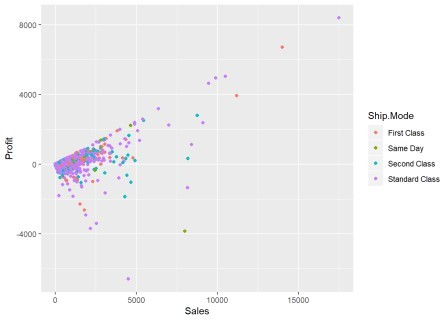 8000
4000
0
-4000
Profit
0
5000
10000
15000
Sales
Ship.Mode
First Class
Same Day
Second Class
Standard Class